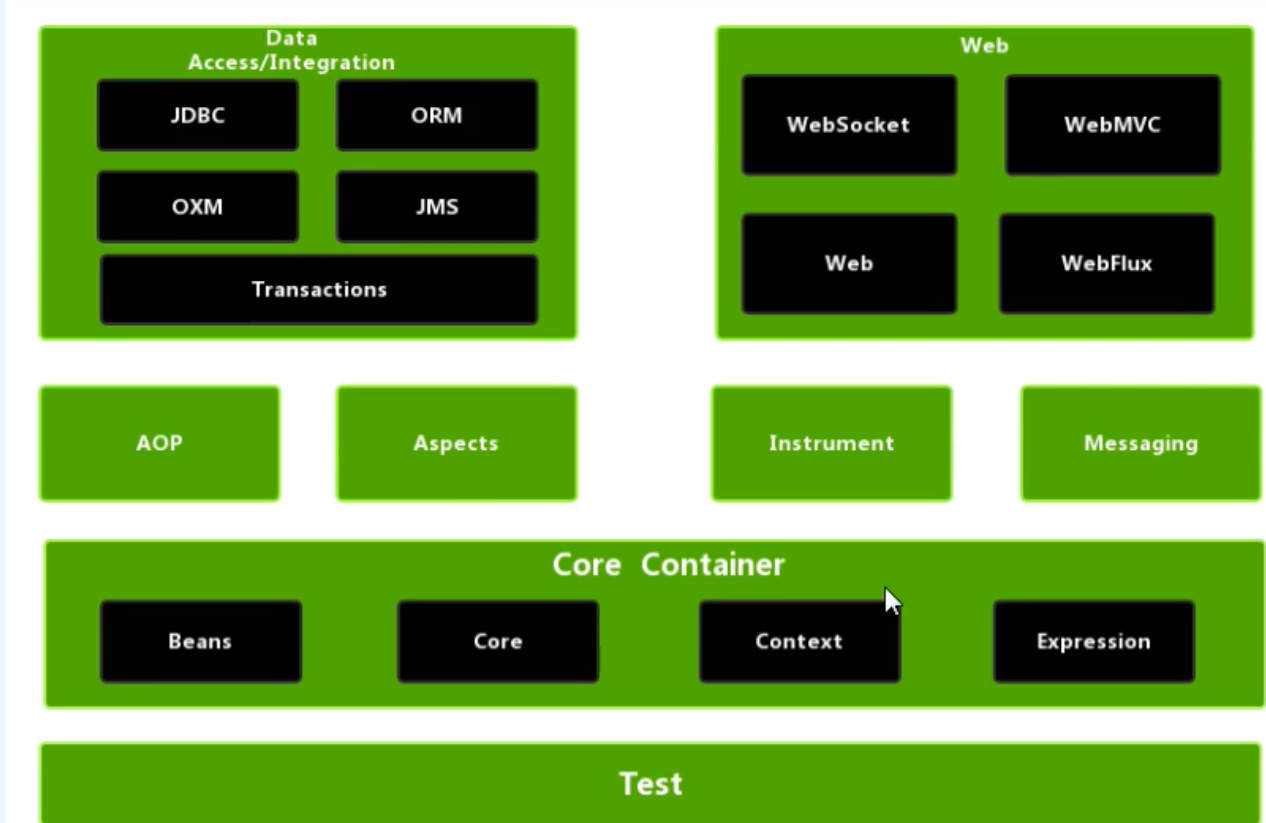 Data
Access/Integration
JDBC
ORM
OXM
JMS
Transactions
Web
WebSocket
WebMVC
Web
WebFlux
AOP
Aspects
Instrument
Messaging
Core Container
Beans
Core
Context
Expression
Test